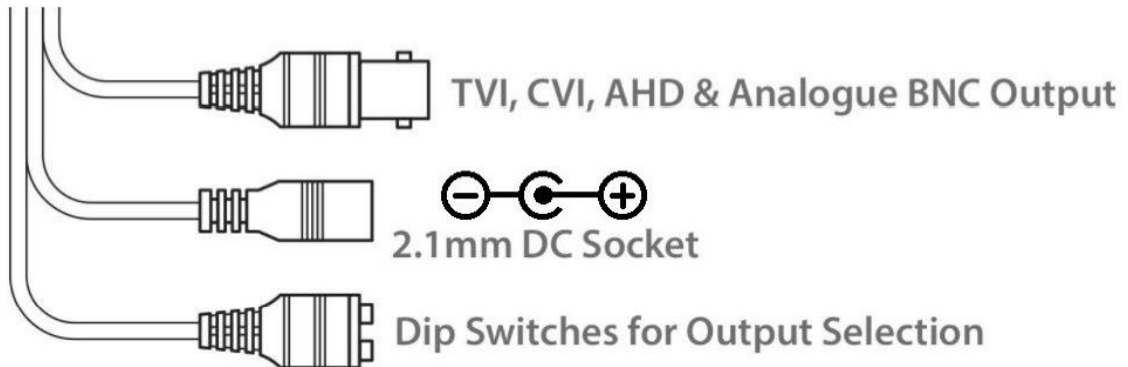 TVI, CVI, AHD & Analogue BNC Output
2.1mm DC Socket
Dip Switches for Output Selection